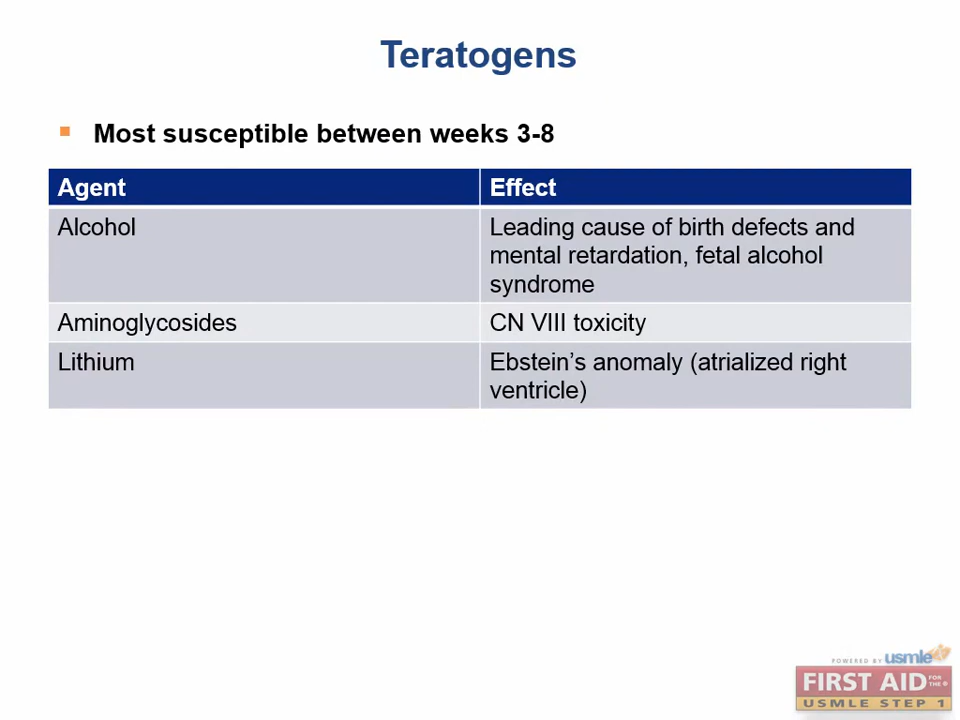 Teratogens
Most susceptible between weeks 3-8
Agent
Effect
Alcohol
Leading cause of birth defects and
mental retardation, fetal alcohol
syndrome
Aminoglycosides
CN VIII toxicity
Lithium
Ebstein’s anomaly (atrialized right
ventricle)
POWERED BY usmle
FIRST AID FOR THE ®
USMLE STEP 1